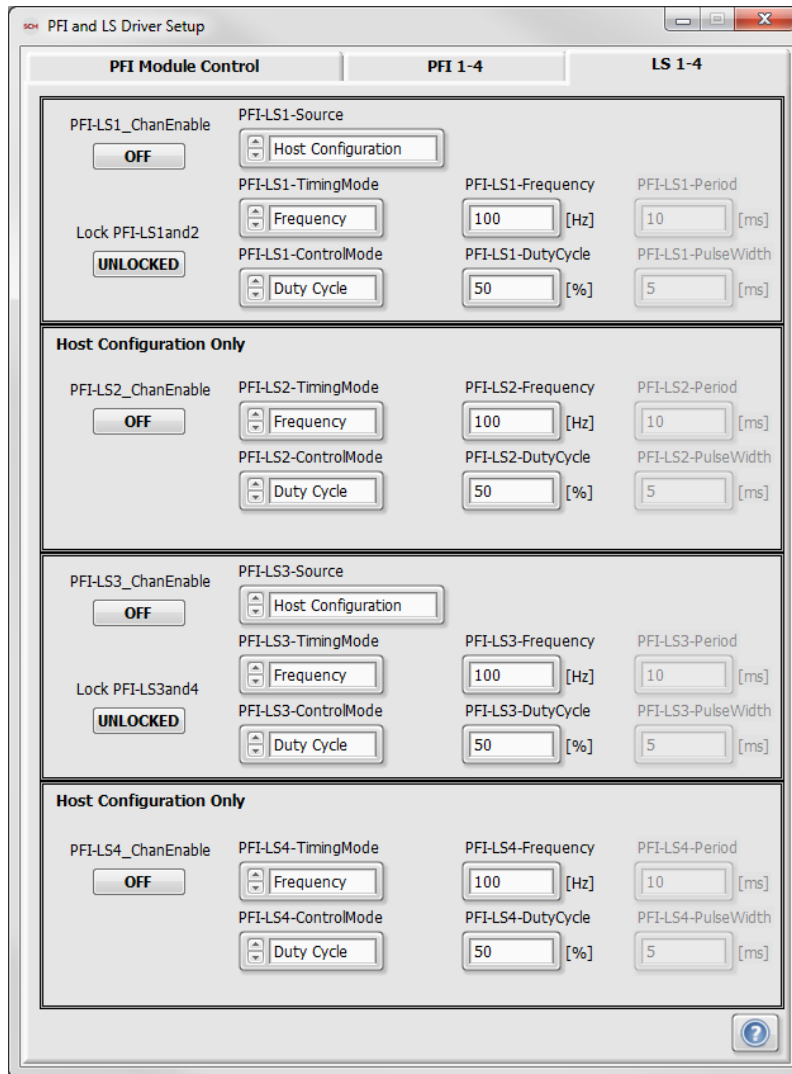 SCM PFI and LS Driver Setup
PFI Module Control PFI 1-4 LS 1-4
PFI-LS1_ChanEnable PFI-LS1-Source
OFF Host Configuration
PFI-LS1-TimingMode PFI-LS1-Frequency PFI-LS1-Period
Frequency 100 [Hz] 10 [ms]
Lock PFI-LS1and2
PFI-LS1-ControlMode PFI-LS1-DutyCycle PFI-LS1-PulseWidth
UNLOCKED Duty Cycle 50 [%] 5 [ms]
Host Configuration Only
PFI-LS2_ChanEnable PFI-LS2-TimingMode PFI-LS2-Frequency PFI-LS2-Period
OFF Frequency 100 [Hz] 10 [ms]
PFI-LS2-ControlMode PFI-LS2-DutyCycle PFI-LS2-PulseWidth
Duty Cycle 50 [%] 5 [ms]
PFI-LS3_ChanEnable PFI-LS3-Source
OFF Host Configuration
PFI-LS3-TimingMode PFI-LS3-Frequency PFI-LS3-Period
Frequency 100 [Hz] 10 [ms]
Lock PFI-LS3and4
PFI-LS3-ControlMode PFI-LS3-DutyCycle PFI-LS3-PulseWidth
UNLOCKED Duty Cycle 50 [%] 5 [ms]
Host Configuration Only
PFI-LS4_ChanEnable PFI-LS4-TimingMode PFI-LS4-Frequency PFI-LS4-Period
OFF Frequency 100 [Hz] 10 [ms]
PFI-LS4-ControlMode PFI-LS4-DutyCycle PFI-LS4-PulseWidth
Duty Cycle 50 [%] 5 [ms]
?